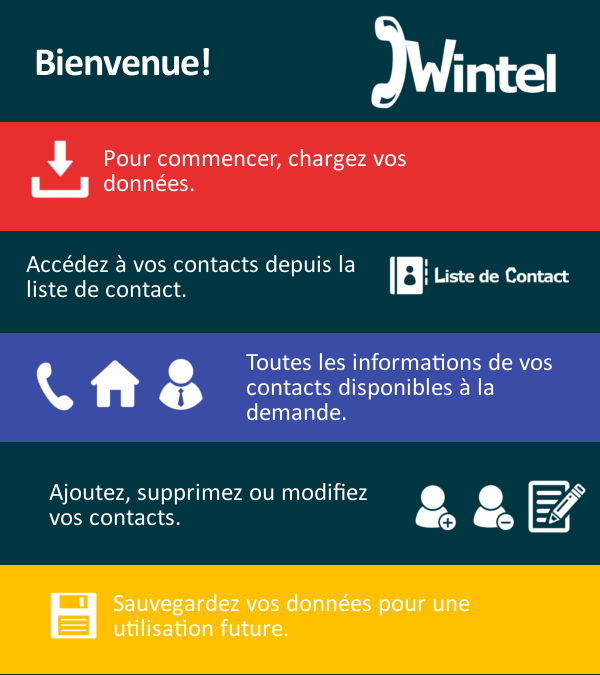 Bienvenue!
Wintel
Pour commencer, chargez vos
données.
Accédez à vos contacts depuis la
liste de contact.
Liste de Contact
Toutes les informations de vos
contacts disponibles à la
demande.
Ajoutez, supprimez ou modifiez
vos contacts.
Sauvegardez vos données pour une
utilisation future.